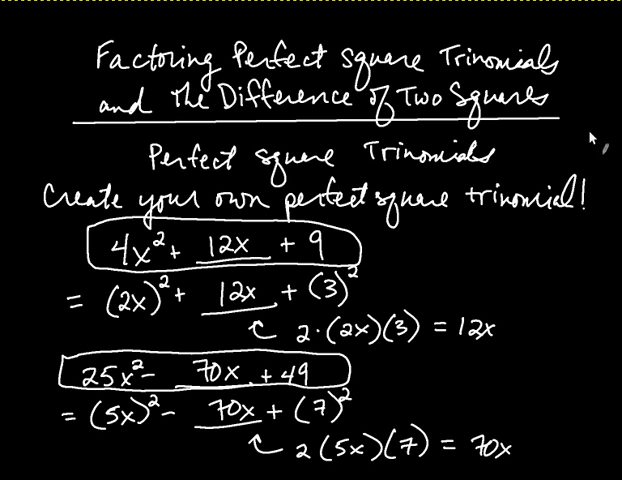 Factoring Perfect Square Trinomials
and The Difference of Two Squares
Perfect square Trinomials
Create your own perfect square trinomial!
4x² + 12x + 9
= (2x)² + 12x + (3)²
2·(2x)(3) = 12x
25x² - 70x + 49
= (5x)² - 70x + (7)²
2(5x)(7) = 70x